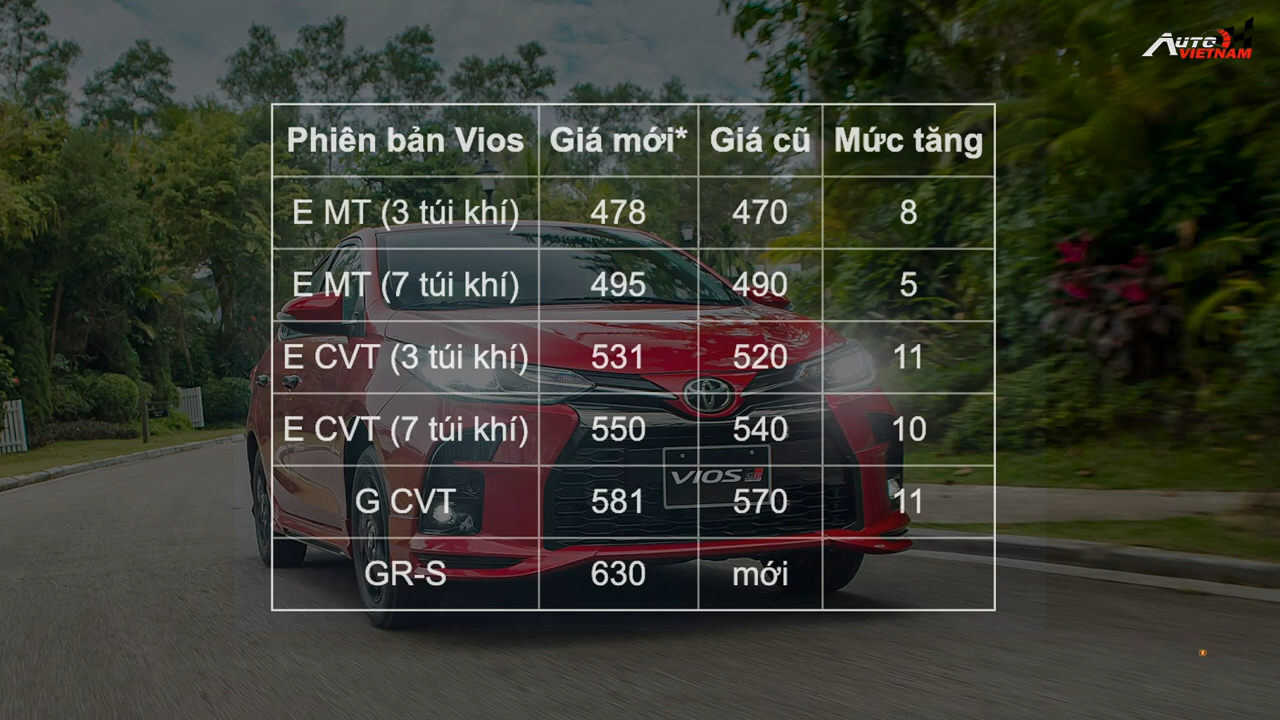 AUTO
VIETNAM
Phiên bản Vios Giá mới* Giá cũ Mức tăng
E MT (3 túi khí) 478 470 8
E MT (7 túi khí) 495 490 5
E CVT (3 túi khí) 531 520 11
E CVT (7 túi khí) 550 540 10
G CVT 581 570 11
VIOS
GR-S 630 mới